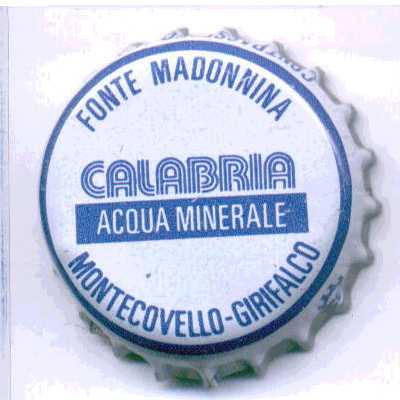 FONTE MADONNINA
CALABRIA
ACQUA MINERALE
MONTECOVELLO-GIRIFALCO